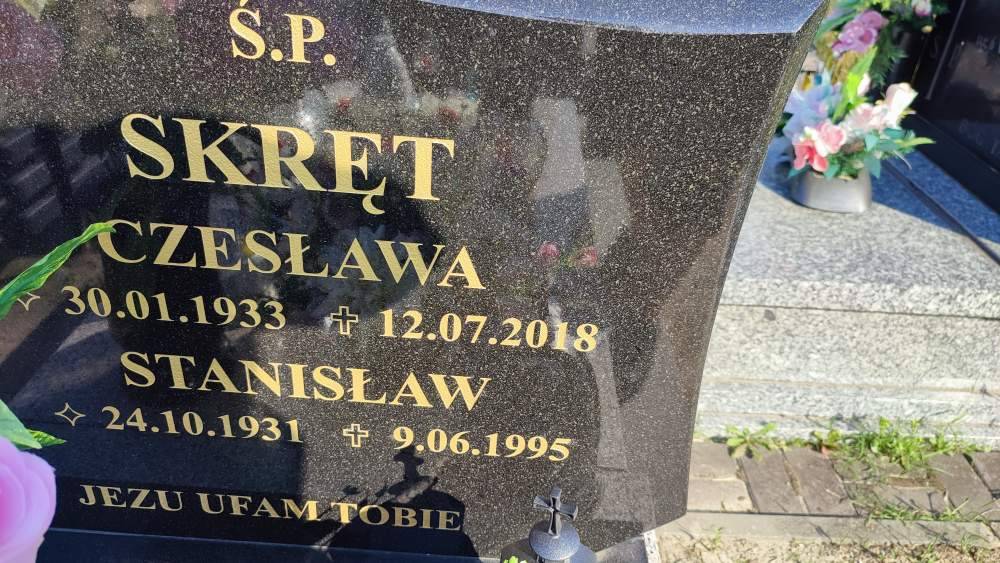 Ś.P.
SKRĘT
CZESŁAWA
30.01.1933 12.07.2018
STANISŁAW
24.10.1931 9.06.1995
JEZU UFAM TOBIE